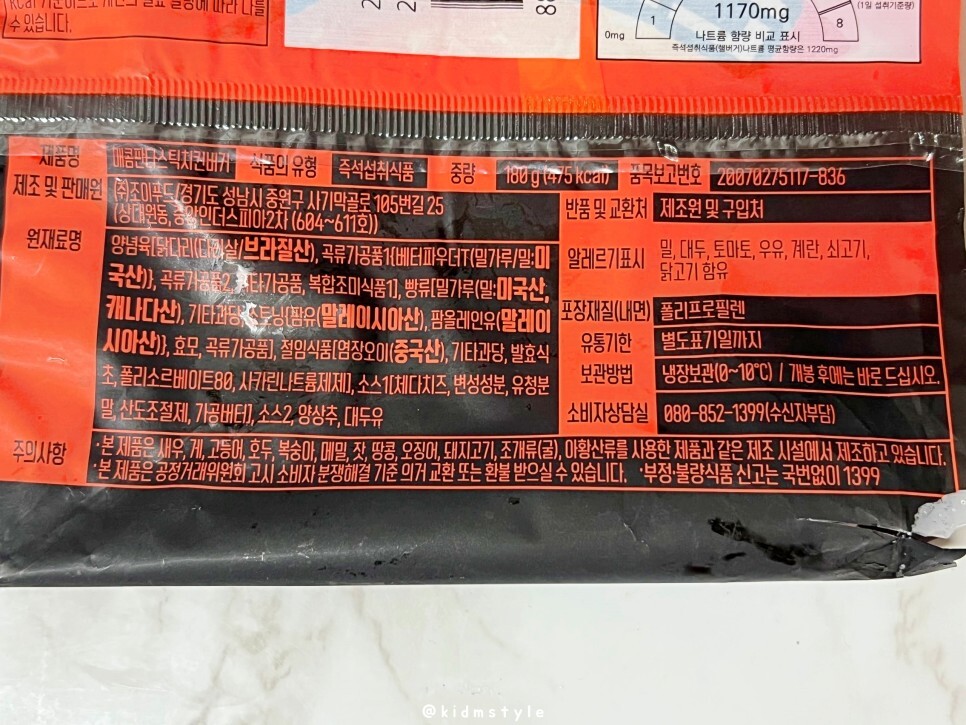 수 있습니다.
1170mg
(1일 섭취기준량)
0mg
1
8
나트륨 함량 비교 표시
즉석섭취식품(햄버거)나트륨 평균함량은 1220mg
제품명 매콤판타스틱치킨버거 식품의 유형 즉석섭취식품 중량 180 g (475 kcal) 품목보고번호 20070275117-836
제조 및 판매원 ㈜조이푸드/경기도 성남시 중원구 사기막골로 105번길 25
(상대원동, 중앙인더스피아2차 (604~611호))
반품 및 교환처 제조원 및 구입처
원재료명 양념육[닭다리(다리살/브라질산), 곡류가공품1{베터파우더T(밀가루/밀:미
국산)}, 곡류가공품2, 기타가공품, 복합조미식품1], 빵류[밀가루(밀:미국산,
캐나다산), 기타과당, 쇼트닝{팜유(말레이시아산), 팜올레인유(말레이
시아산)}, 효모, 곡류가공품], 절임식품[염장오이(중국산), 기타과당, 발효식
초, 폴리소르베이트80, 사카린나트륨제제], 소스1[체다치즈, 변성성분, 유청분
말, 산도조절제, 가공버터], 소스2, 양상추, 대두유
알레르기표시 밀, 대두, 토마토, 우유, 계란, 쇠고기,
닭고기 함유
포장재질(내면) 폴리프로필렌
유통기한 별도표기일까지
보관방법 냉장보관(0~10℃) / 개봉 후에는 바로 드십시오.
소비자상담실 080-852-1399(수신자부담)
주의사항 ·본 제품은 새우, 게, 고등어, 호두, 복숭아, 메밀, 잣, 땅콩, 오징어, 돼지고기, 조개류(굴), 아황산류를 사용한 제품과 같은 제조 시설에서 제조하고 있습니다.
·본 제품은 공정거래위원회 고시 소비자 분쟁해결 기준 의거 교환 또는 환불 받으실 수 있습니다. ·부정·불량식품 신고는 국번없이 1399
@kidmstyle